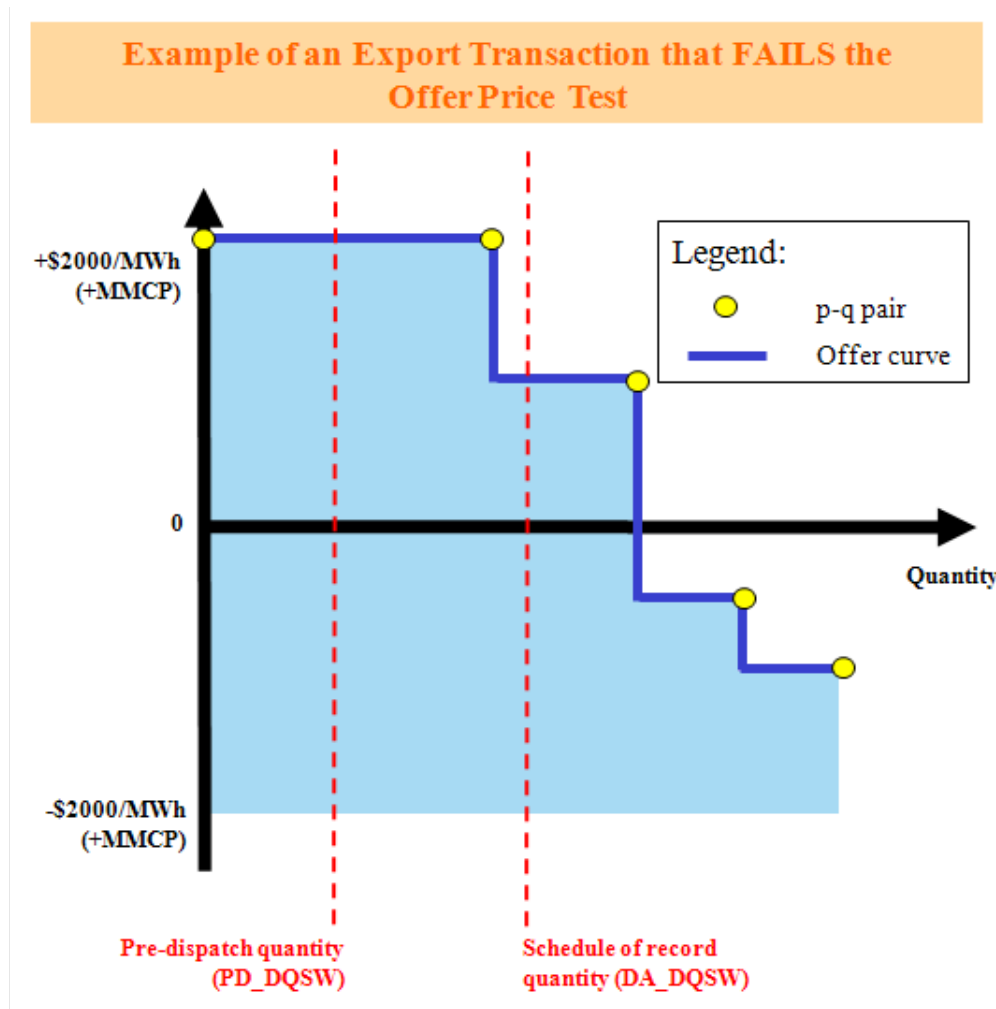 Example of an Export Transaction that FAILS the
Offer Price Test
+$2000/MWh
(+MMCP)
Legend:
p-q pair
Offer curve
0
Quantity
-$2000/MWh
(+MMCP)
Pre-dispatch quantity
(PD_DQSW)
Schedule of record
quantity (DA_DQSW)